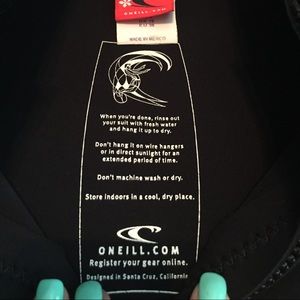 ONEILL.COM
MADE IN MEXICO
When you're done, rinse out
your suit with fresh water
and hang it up to dry.
Don't hang it on wire hangers
or in direct sunlight for an
extended period of time.
Don't machine wash or dry.
Store indoors in a cool, dry place.
ONEILL.COM
Register your gear online.
Designed in Santa Cruz, California